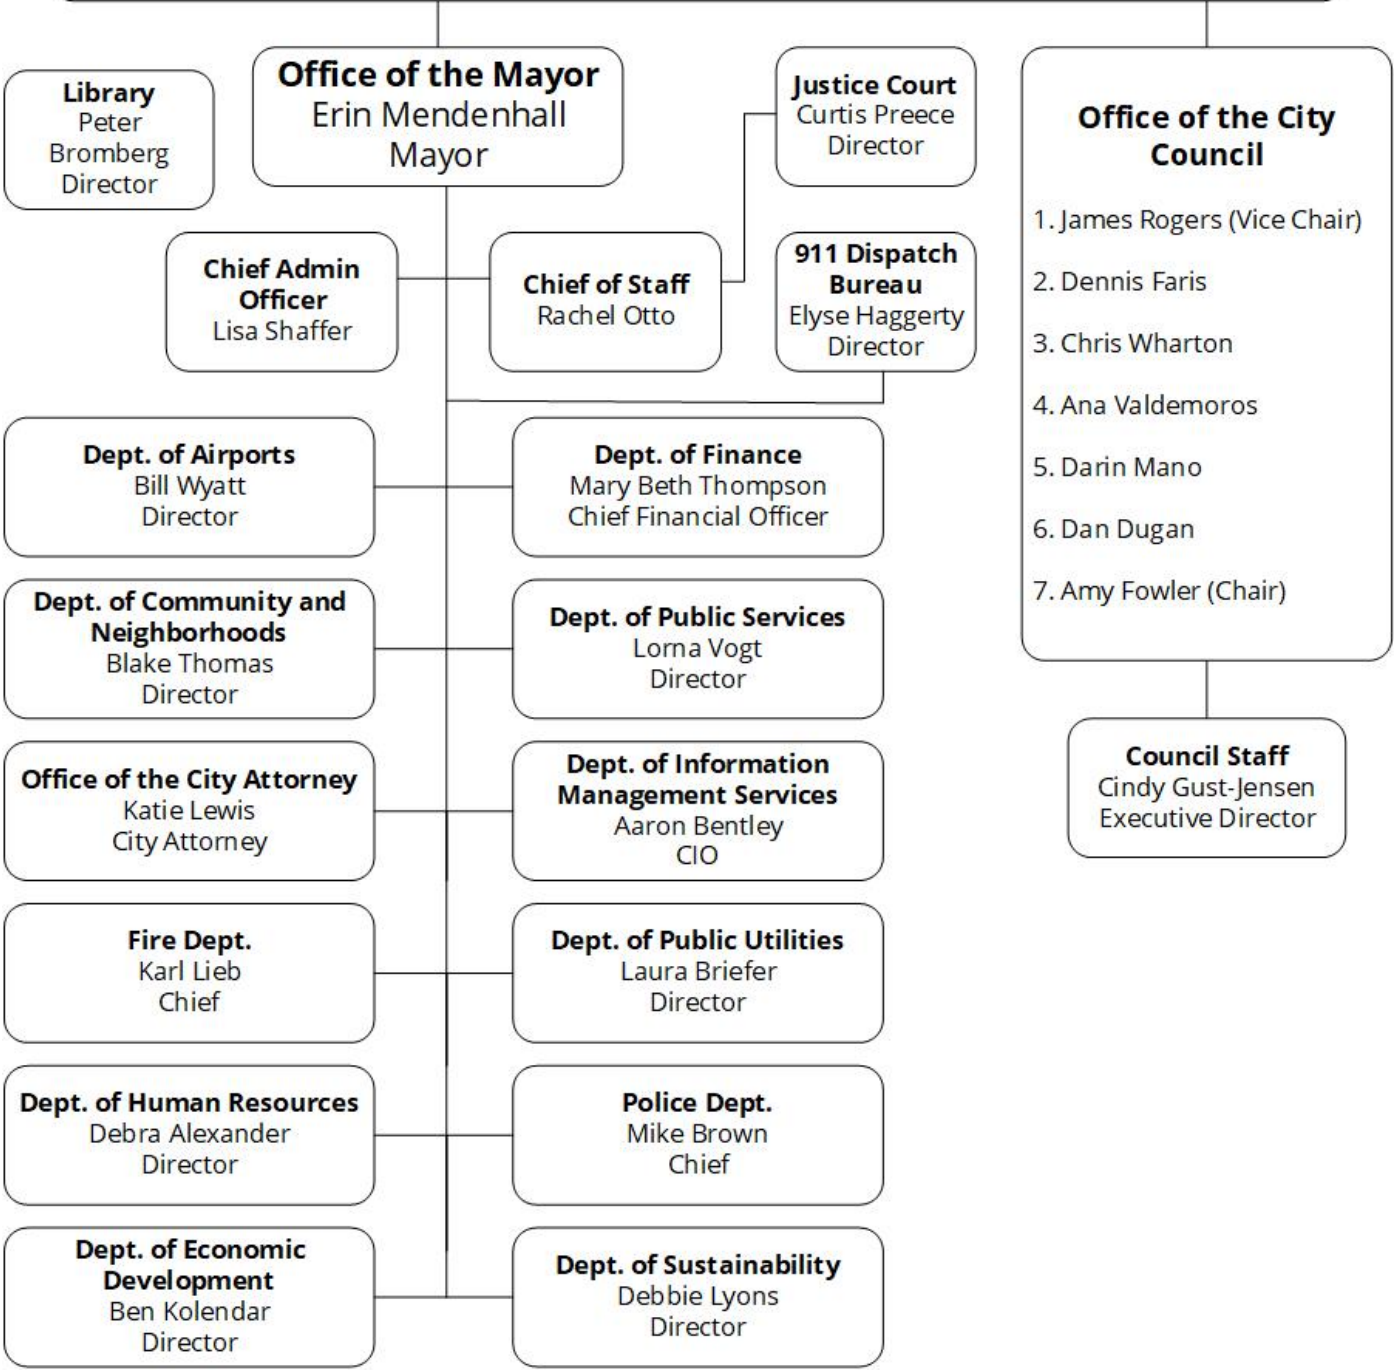 Library
Peter
Bromberg
Director
Office of the Mayor
Erin Mendenhall
Mayor
Justice Court
Curtis Preece
Director
Office of the City
Council
1. James Rogers (Vice Chair)
2. Dennis Faris
3. Chris Wharton
4. Ana Valdemoros
5. Darin Mano
6. Dan Dugan
7. Amy Fowler (Chair)
Chief Admin
Officer
Lisa Shaffer
Chief of Staff
Rachel Otto
911 Dispatch
Bureau
Elyse Haggerty
Director
Dept. of Airports
Bill Wyatt
Director
Dept. of Finance
Mary Beth Thompson
Chief Financial Officer
Dept. of Community and
Neighborhoods
Blake Thomas
Director
Dept. of Public Services
Lorna Vogt
Director
Office of the City Attorney
Katie Lewis
City Attorney
Dept. of Information
Management Services
Aaron Bentley
CIO
Council Staff
Cindy Gust-Jensen
Executive Director
Fire Dept.
Karl Lieb
Chief
Dept. of Public Utilities
Laura Briefer
Director
Dept. of Human Resources
Debra Alexander
Director
Police Dept.
Mike Brown
Chief
Dept. of Economic
Development
Ben Kolendar
Director
Dept. of Sustainability
Debbie Lyons
Director